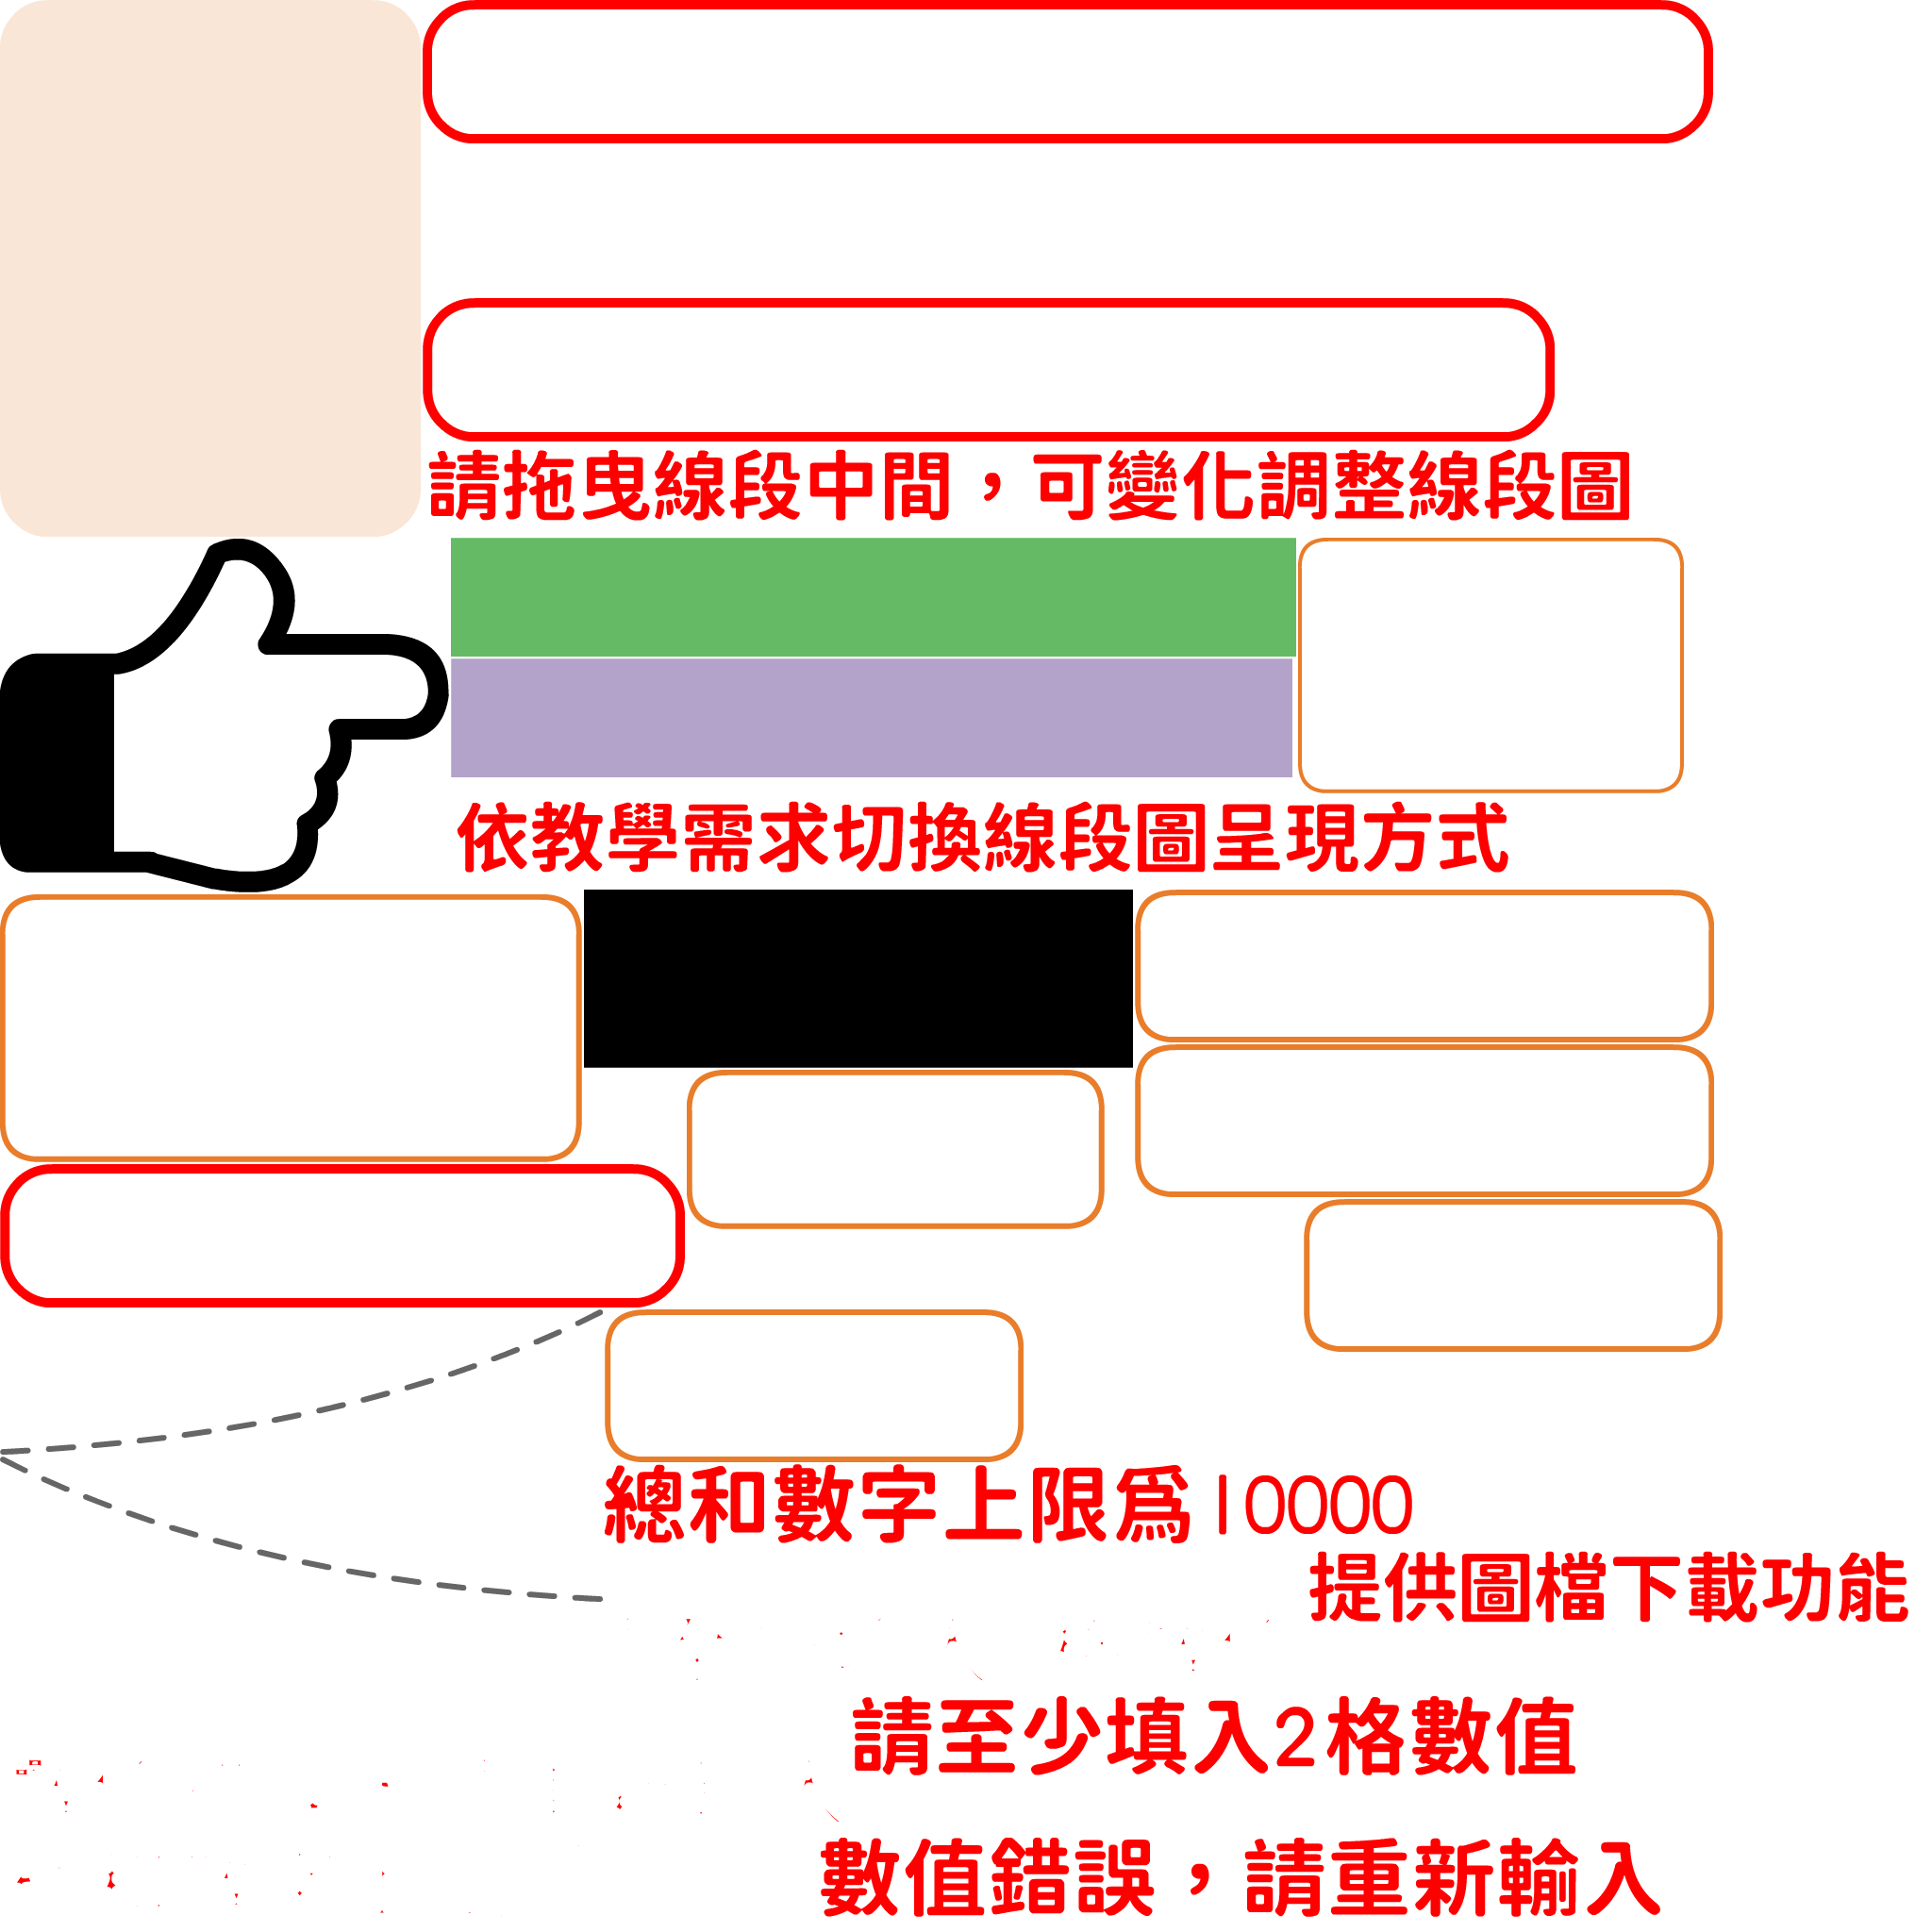 請拖曳線段中間，可變化調整線段圖
依教學需求切換線段圖呈現方式
總和數字上限為10000
提供圖檔下載功能
請至少填入2格數值
數值錯誤，請重新輸入